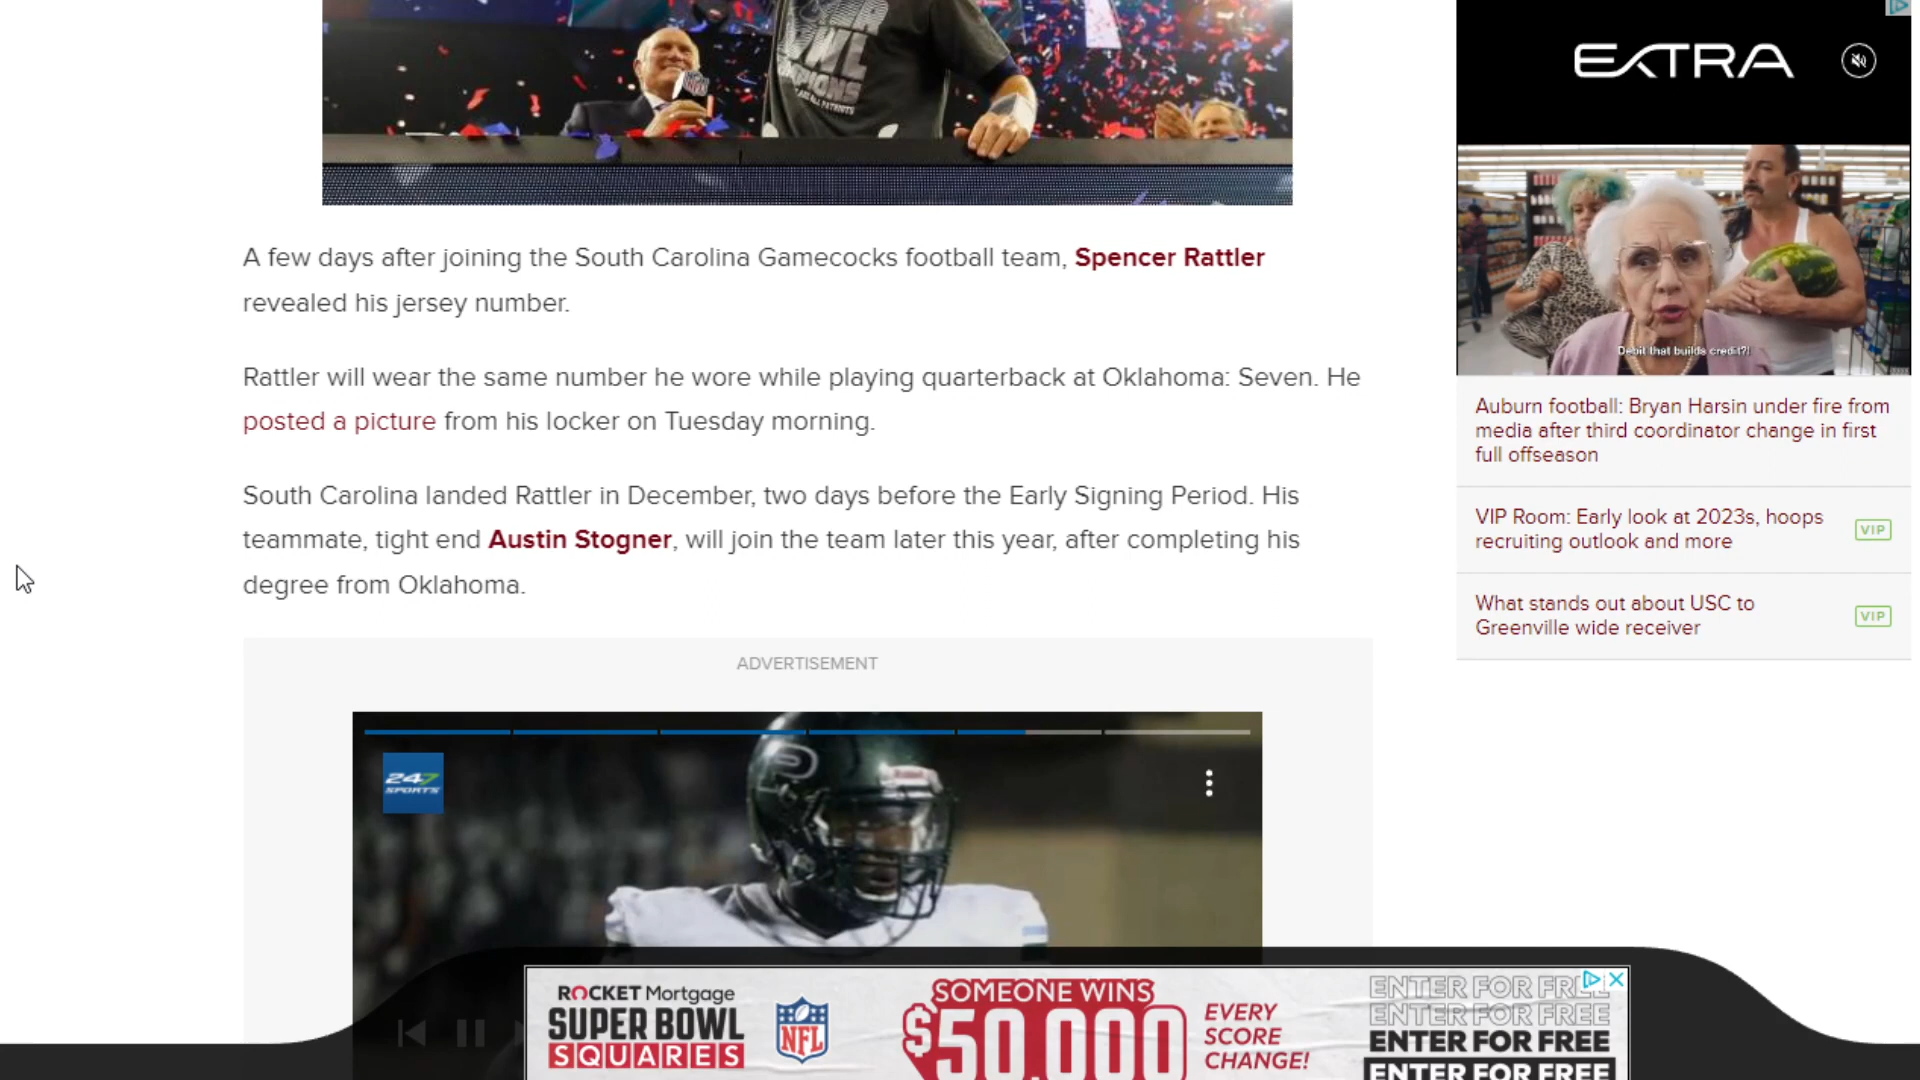 EXTRA
A few days after joining the South Carolina Gamecocks football team, Spencer Rattler
revealed his jersey number.
Rattler will wear the same number he wore while playing quarterback at Oklahoma: Seven. He
posted a picture from his locker on Tuesday morning.
South Carolina landed Rattler in December, two days before the Early Signing Period. His
teammate, tight end Austin Stogner, will join the team later this year, after completing his
degree from Oklahoma.
Debit that builds credit?!
Auburn football: Bryan Harsin under fire from
media after third coordinator change in first
full offseason
VIP Room: Early look at 2023s, hoops
recruiting outlook and more
VIP
What stands out about USC to
Greenville wide receiver
VIP
ADVERTISEMENT
247
SPORTS
ROCKET Mortgage
SUPER BOWL
SQUARES
NFL
SOMEONE WINS
$50,000
EVERY
SCORE
CHANGE!
ENTER FOR FREE
ENTER FOR FREE
ENTER FOR FREE
ENTER FOR FREE